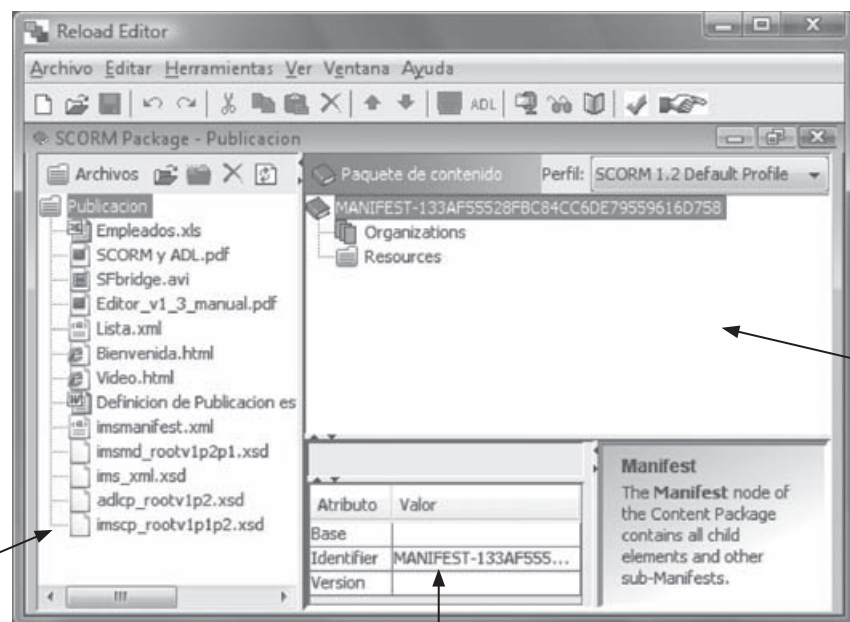 Reload Editor
Archivo Editar Herramientas Ver Ventana Ayuda
ADL
SCORM Package - Publicacion
Archivos
Publicacion
Empleados.xls
SCORM y ADL.pdf
SFbridge.avi
Editor_v1_3_manual.pdf
Lista.xml
Bienvenida.html
Video.html
Definicion de Publicacion es
imsmanifest.xml
imsmd_rootv1p2p1.xsd
ims_xml.xsd
adlcp_rootv1p2.xsd
imscp_rootv1p1p2.xsd
Paquete de contenido Perfil: SCORM 1.2 Default Profile
MANIFEST-133AF55528FBC84CC6DE79559616D758
Organizations
Resources
Atributo Valor
Base
Identifier MANIFEST-133AF555...
Version
Manifest
The Manifest node of
the Content Package
contains all child
elements and other
sub-Manifests.